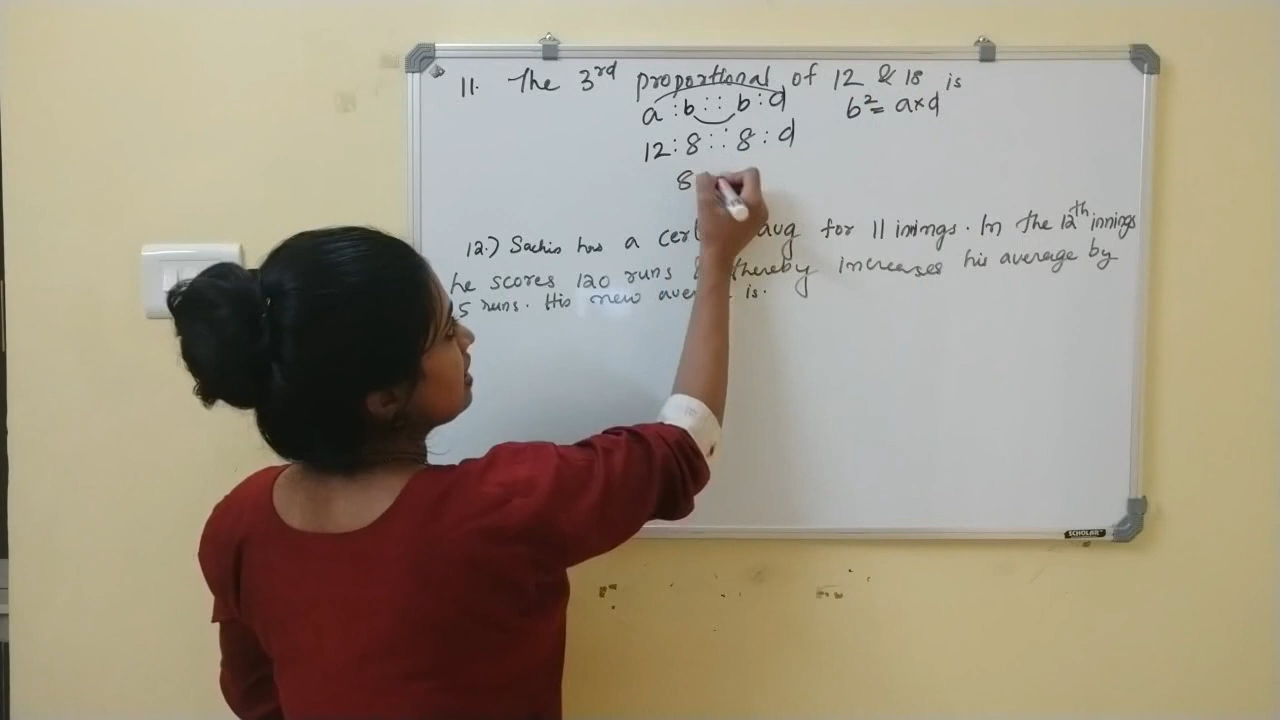 11. The 3rd proportional of 12 & 18 is
a : b :: b : d b² = a×d
12 : 8 :: 8 : d
8
12.) Sachin has a avg for 11 innings. In the 12th innings
he scores 120 runs & thereby increases his average by
5 runs. His new is.
SCHOLAR